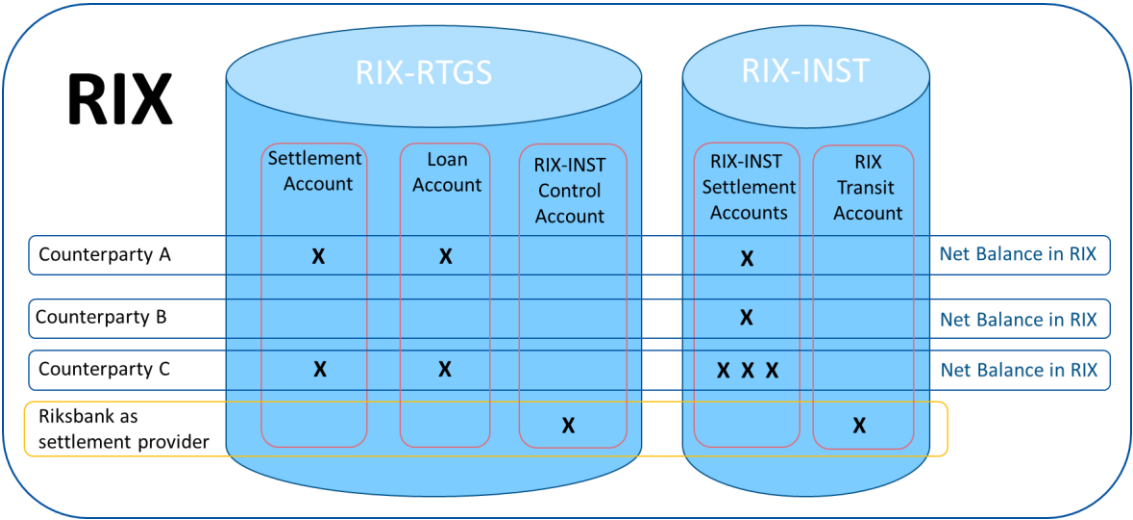 RIX
RIX-RTGS
RIX-INST
Settlement
Account
Loan
Account
RIX-INST
Control
Account
RIX-INST
Settlement
Accounts
RIX
Transit
Account
Counterparty A
X
X
X
Net Balance in RIX
Counterparty B
X
Net Balance in RIX
Counterparty C
X
X
X X X
Net Balance in RIX
Riksbank as
settlement provider
X
X